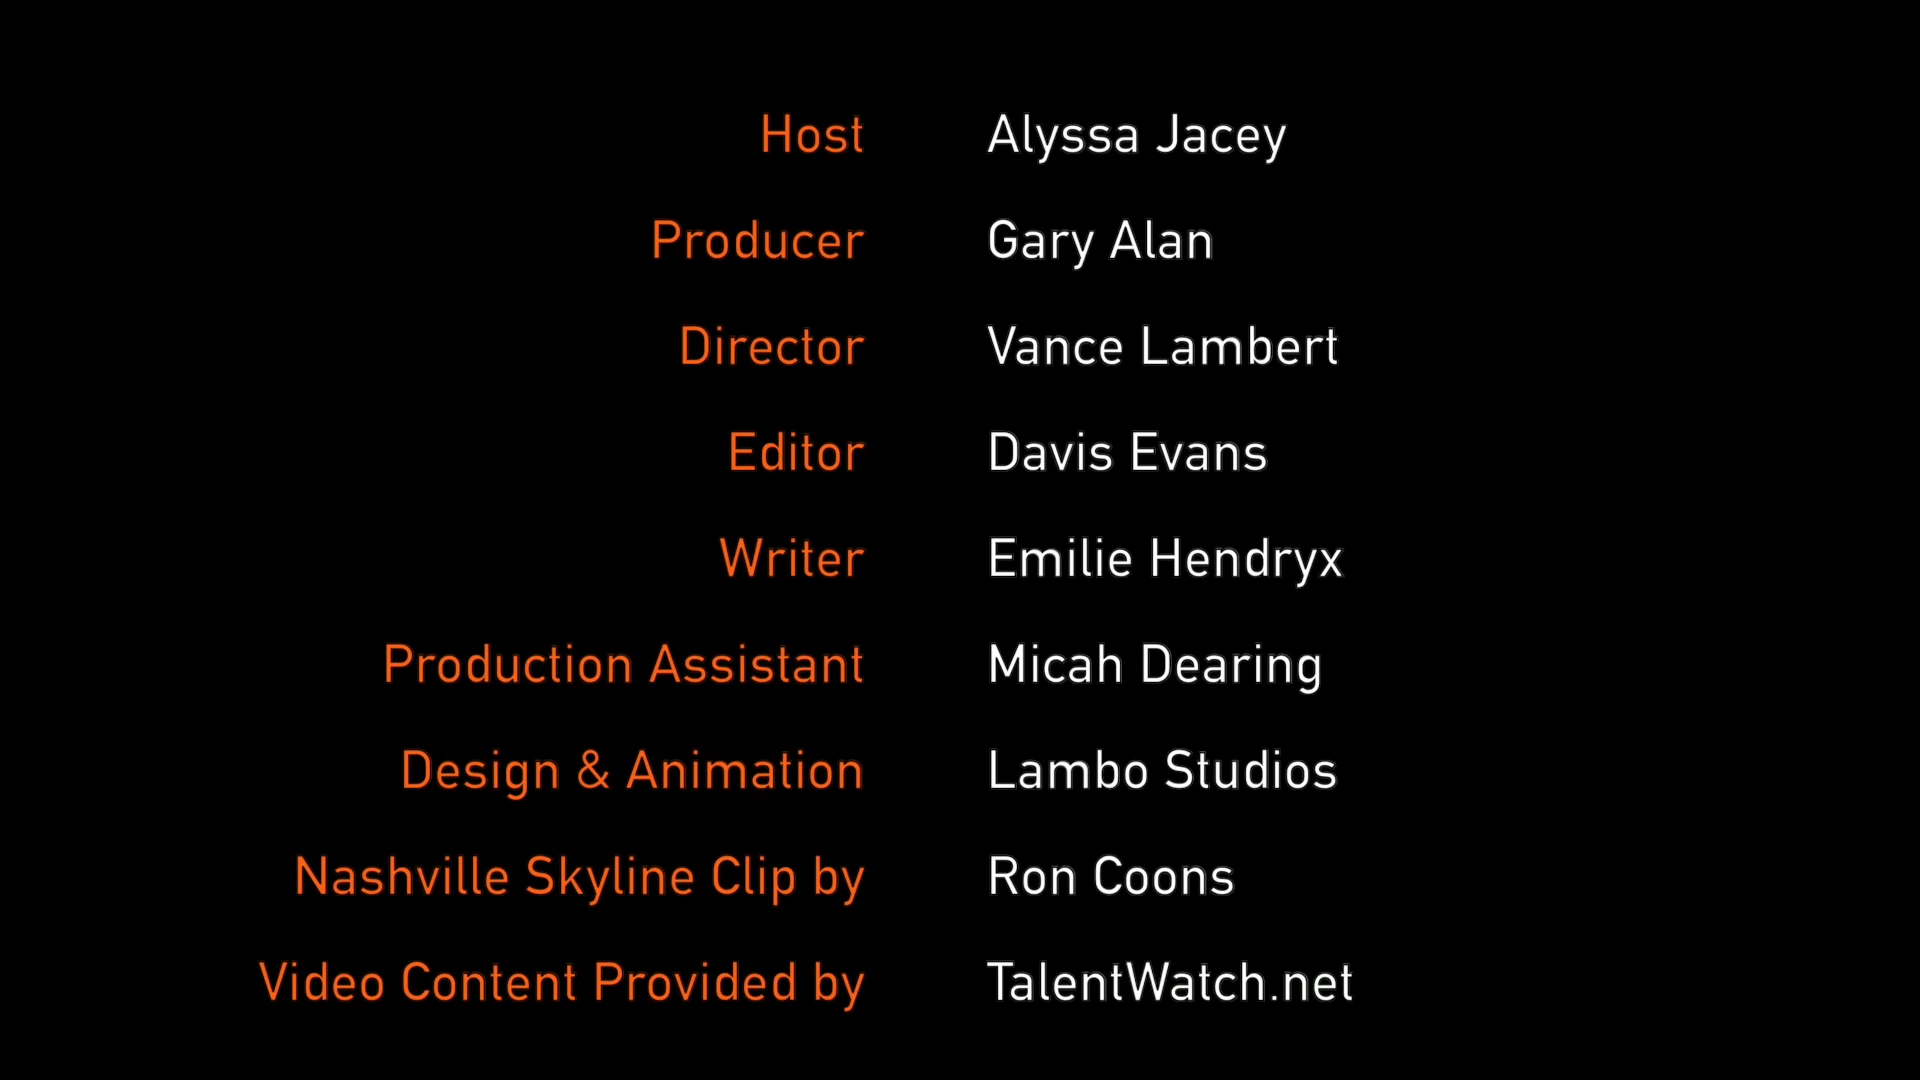 Host Alyssa Jacey
Producer Gary Alan
Director Vance Lambert
Editor Davis Evans
Writer Emilie Hendryx
Production Assistant Micah Dearing
Design & Animation Lambo Studios
Nashville Skyline Clip by Ron Coons
Video Content Provided by TalentWatch.net